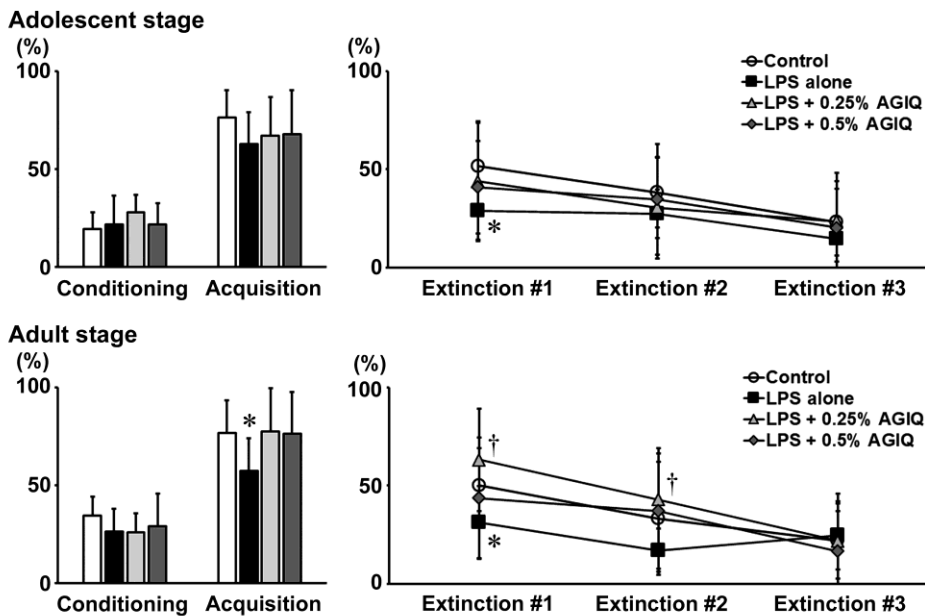 Adolescent stage
(%)
100
50
0
Conditioning Acquisition
(%)
100
50
0
Control
LPS alone
LPS + 0.25% AGIQ
LPS + 0.5% AGIQ
*
Extinction #1 Extinction #2 Extinction #3
Adult stage
(%)
100
50
0
*
Conditioning Acquisition
(%)
100
50
0
Control
LPS alone
LPS + 0.25% AGIQ
LPS + 0.5% AGIQ
†
†
*
Extinction #1 Extinction #2 Extinction #3